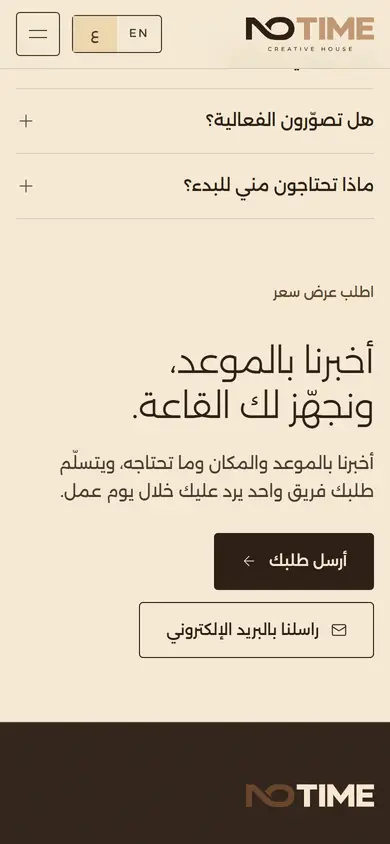 NOTIME
CREATIVE HOUSE
ع
EN
هل تصوّرون الفعالية؟
ماذا تحتاجون مني للبدء؟
اطلب عرض سعر
أخبرنا بالموعد،
ونجهّز لك القاعة.
أخبرنا بالموعد والمكان وما تحتاجه، ويتسلّم
طلبك فريق واحد يرد عليك خلال يوم عمل.
أرسل طلبك
راسلنا بالبريد الإلكتروني
NOTIME